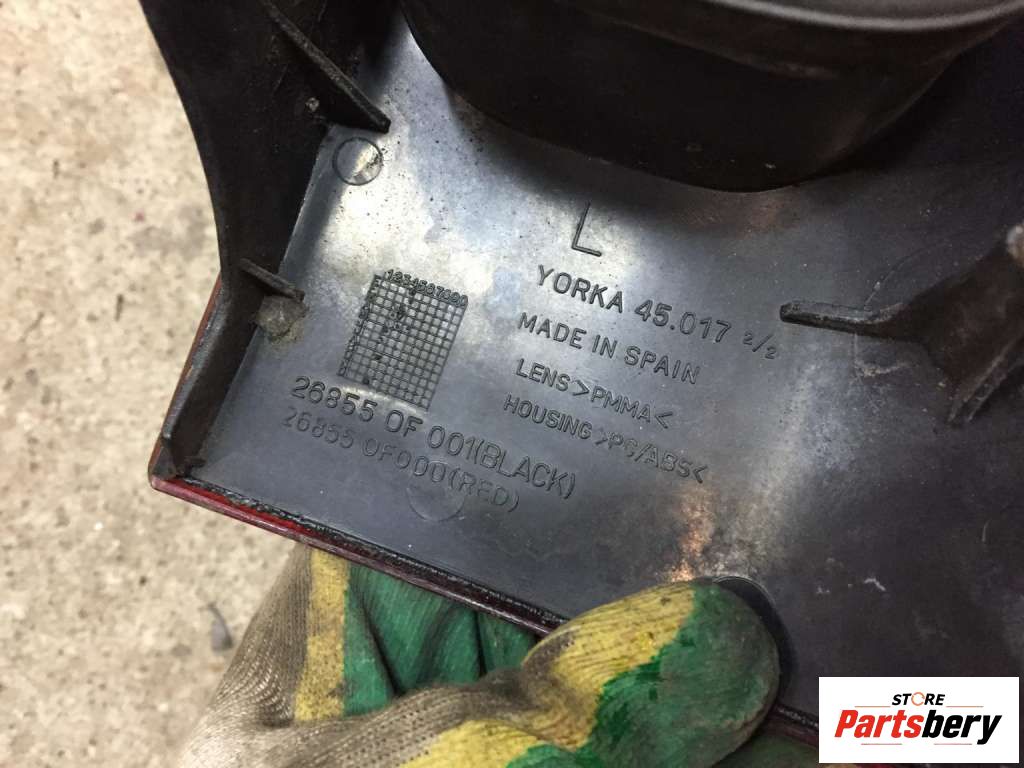 L
YORKA 45.017 2/2
MADE IN SPAIN
LENS>PMMA<
HOUSING >PC/ABS<
1234567890
26855 0F 001(BLACK)
26855 0F000(RED)
STORE
Partsbery